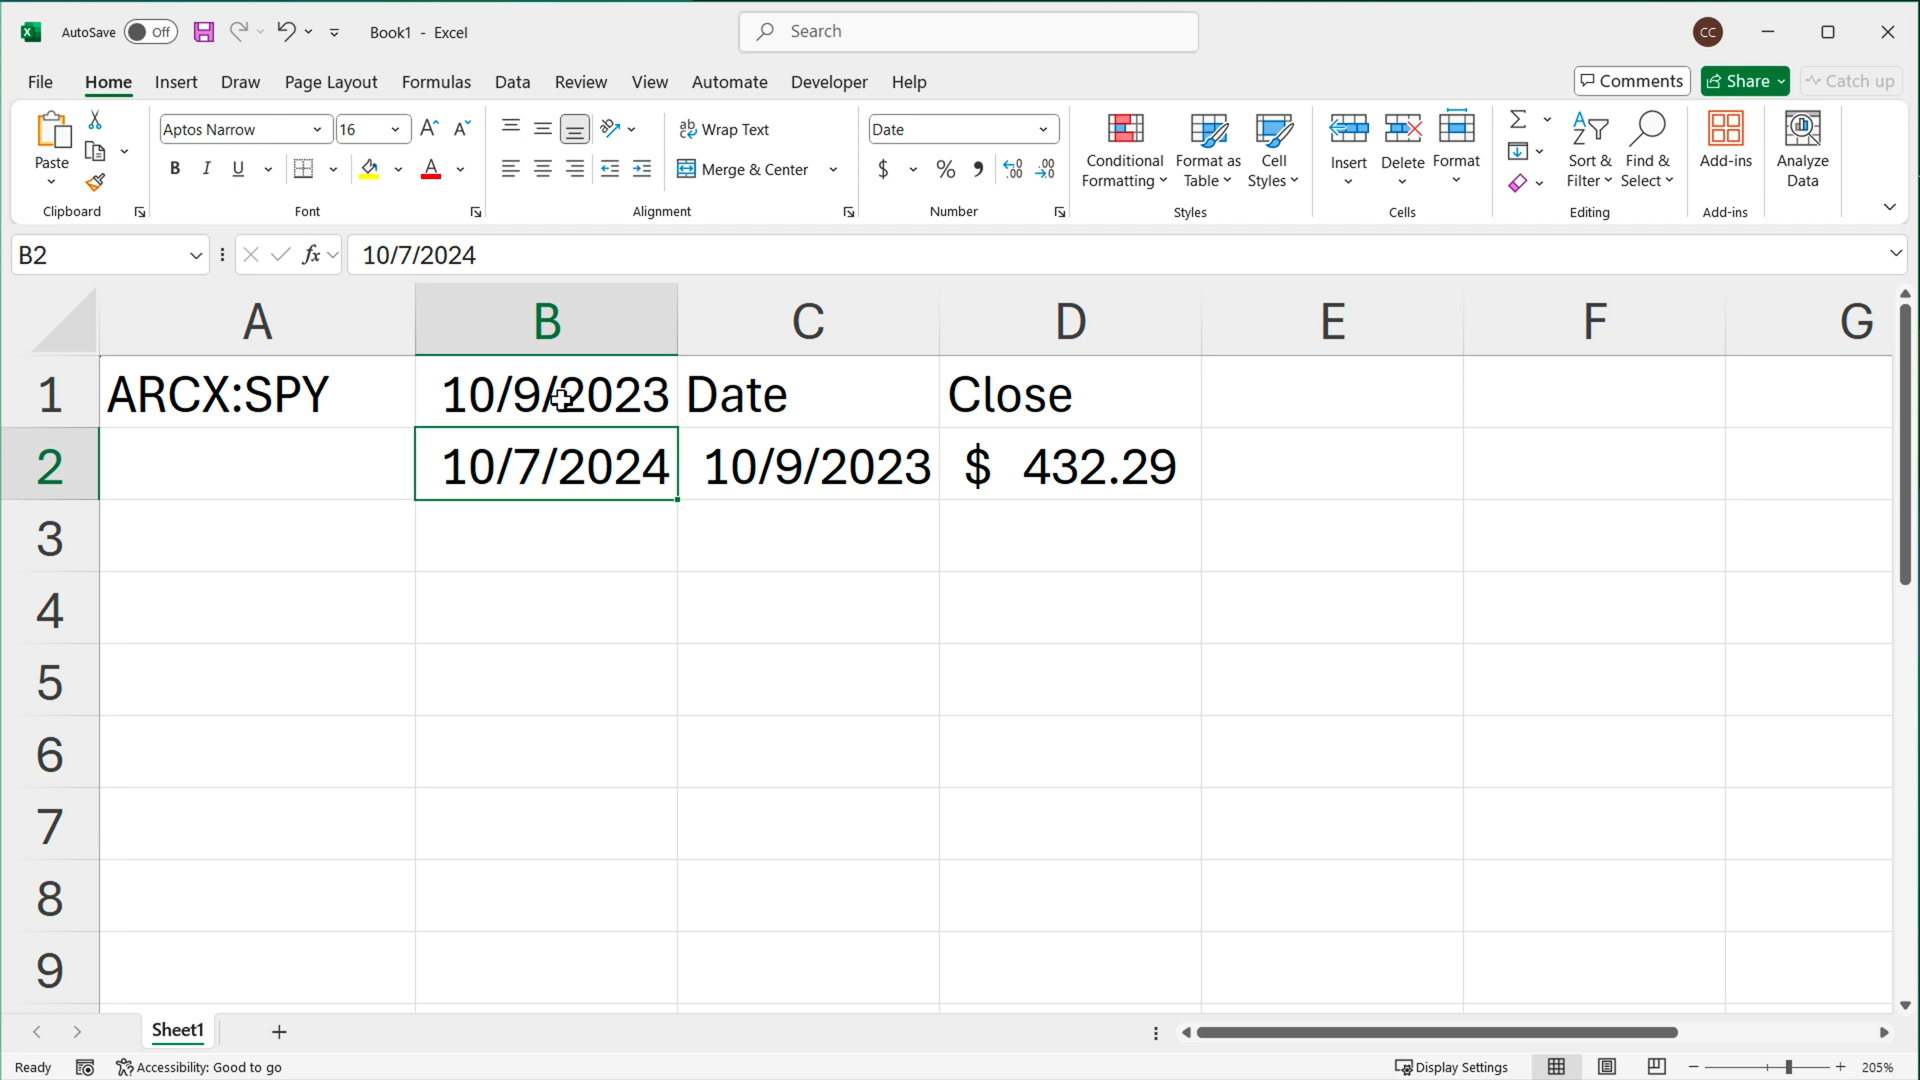 AutoSave Off Book1 - Excel Search CC
File Home Insert Draw Page Layout Formulas Data Review View Automate Developer Help Comments Share Catch up
Paste
Clipboard
Aptos Narrow 16
B I U A
Font
ab Wrap Text
Merge & Center
Alignment
Date
$ % 9 .00
Number
Conditional Formatting
Format as Table
Cell Styles
Styles
Insert Delete Format
Cells
Sort & Filter
Find & Select
Editing
Add-ins
Add-ins
Analyze Data
B2 fx 10/7/2024
A B C D E F G
1 ARCX:SPY 10/9/2023 Date Close
2 10/7/2024 10/9/2023 $ 432.29
3
4
5
6
7
8
9
Sheet1
Ready Accessibility: Good to go Display Settings 205%